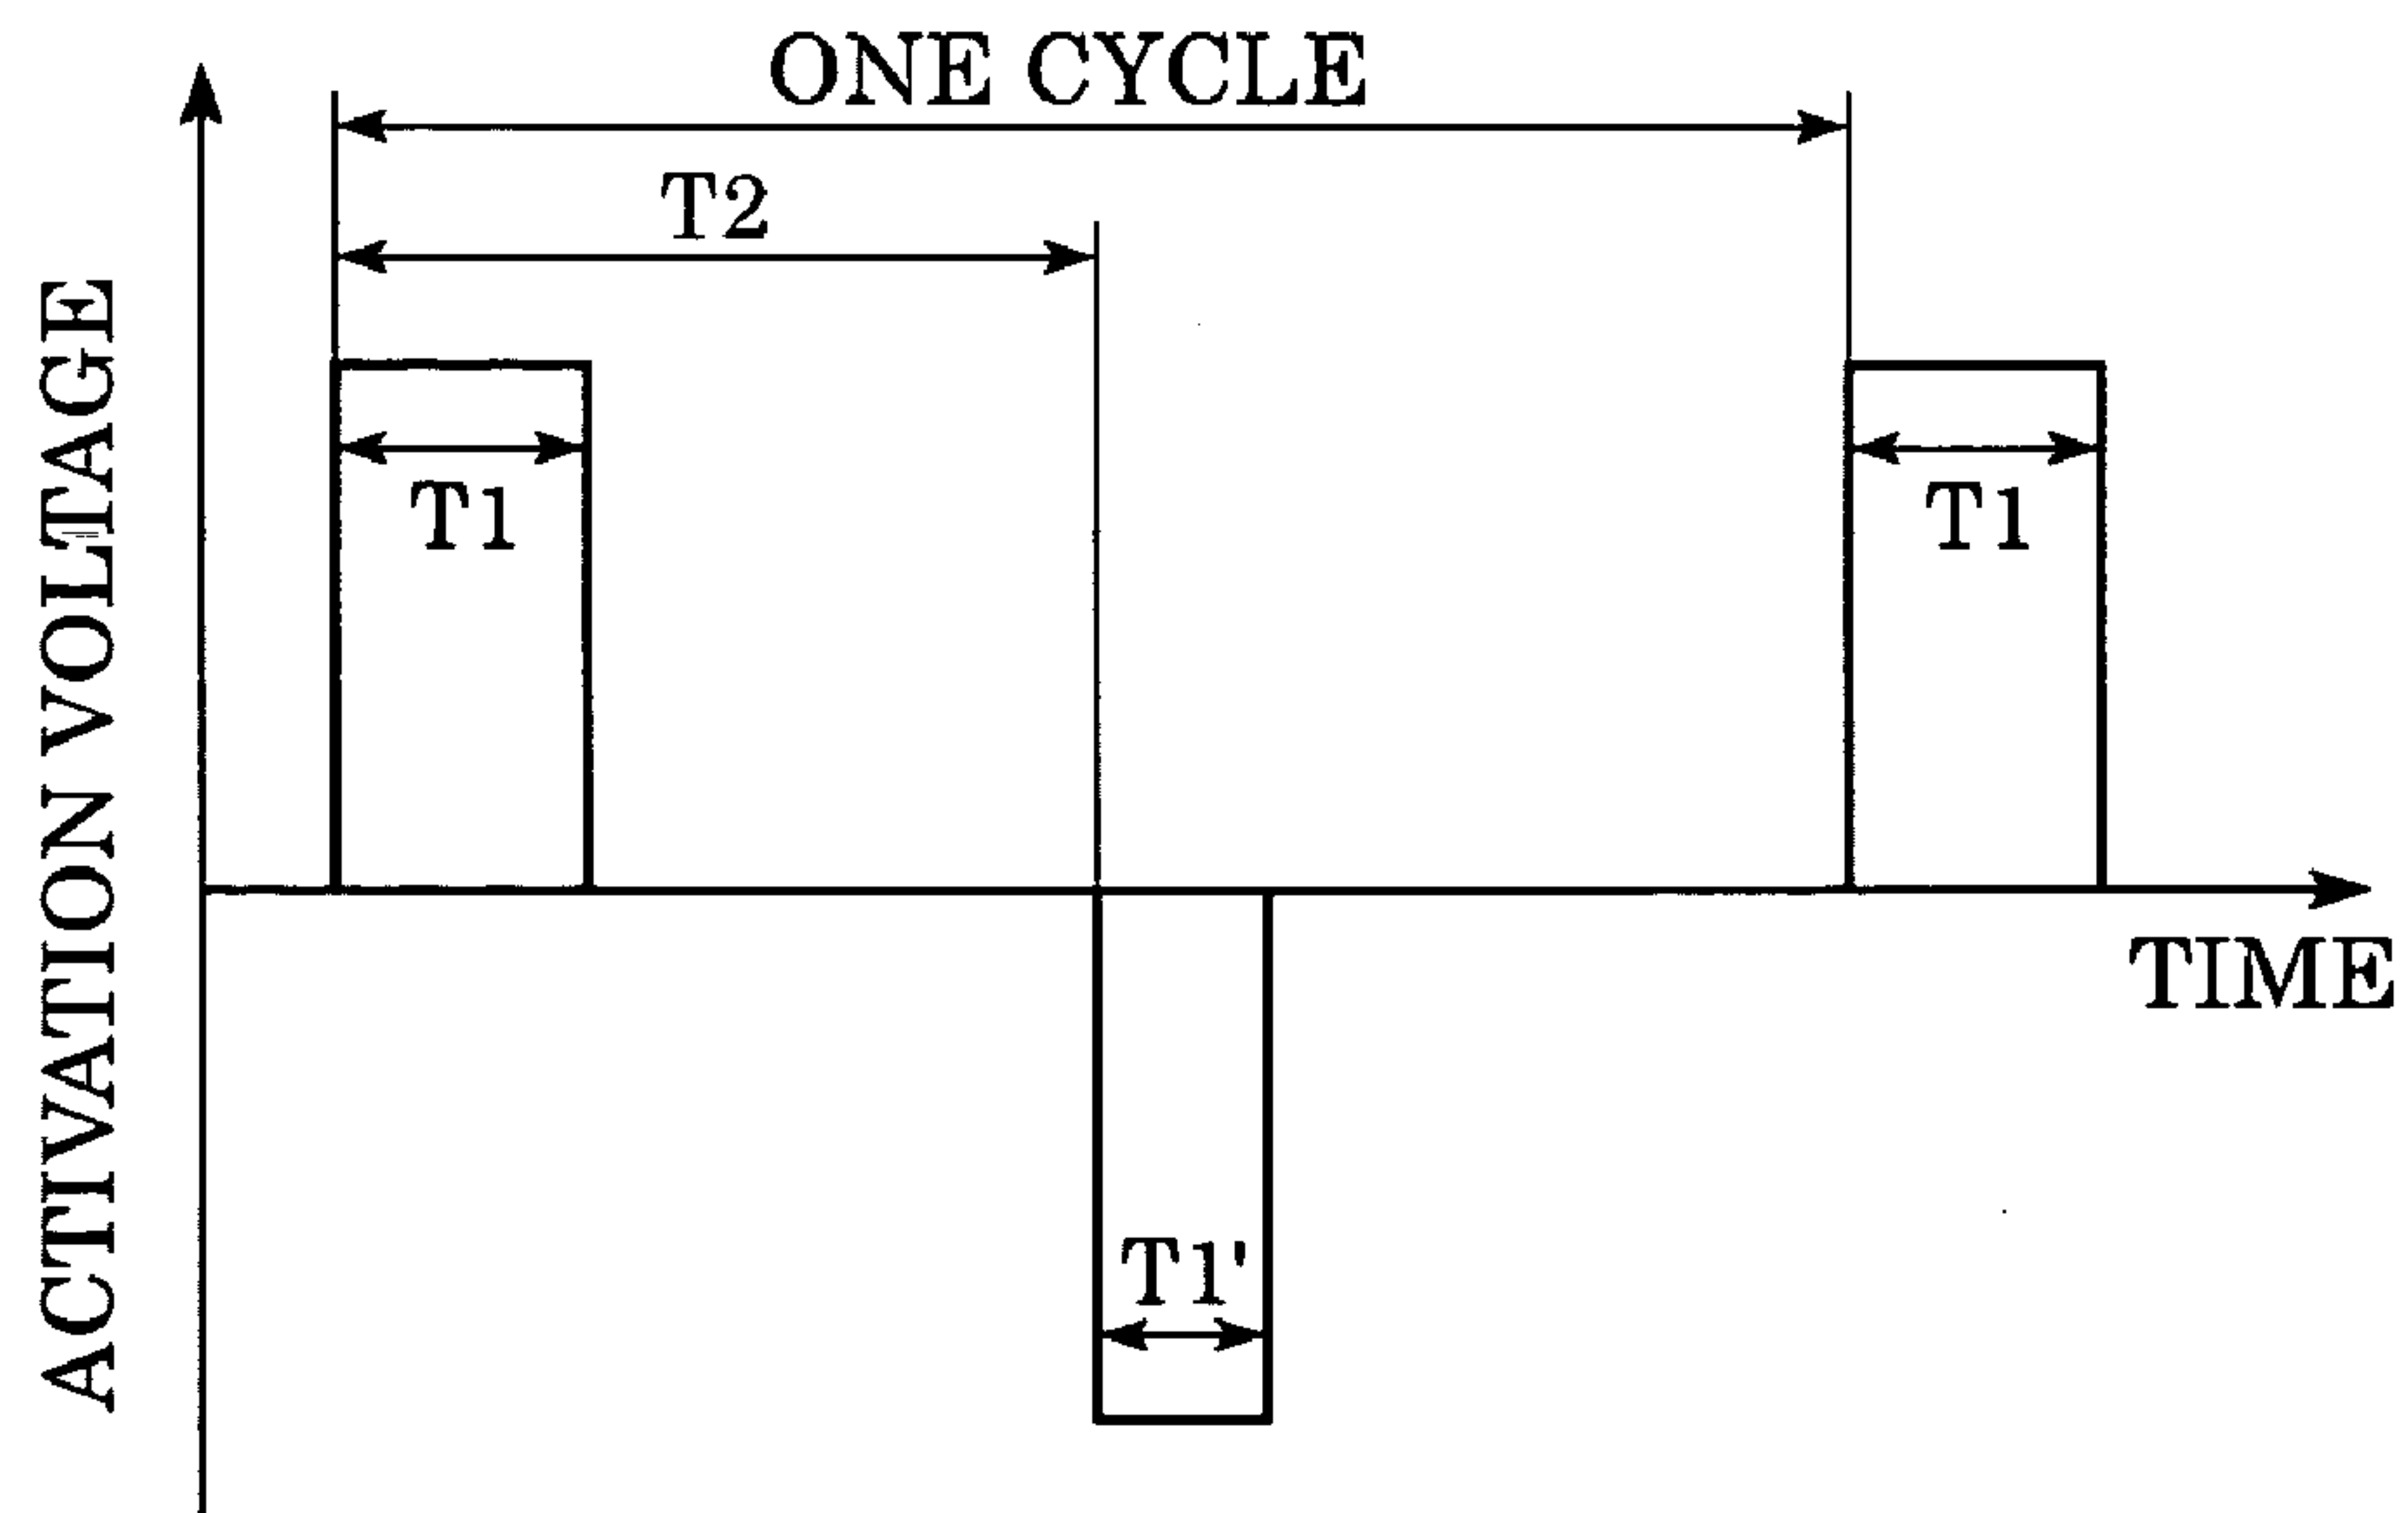 ONE CYCLE
T2
T1
T1
ACTIVATION VOLTAGE
TIME
T1'